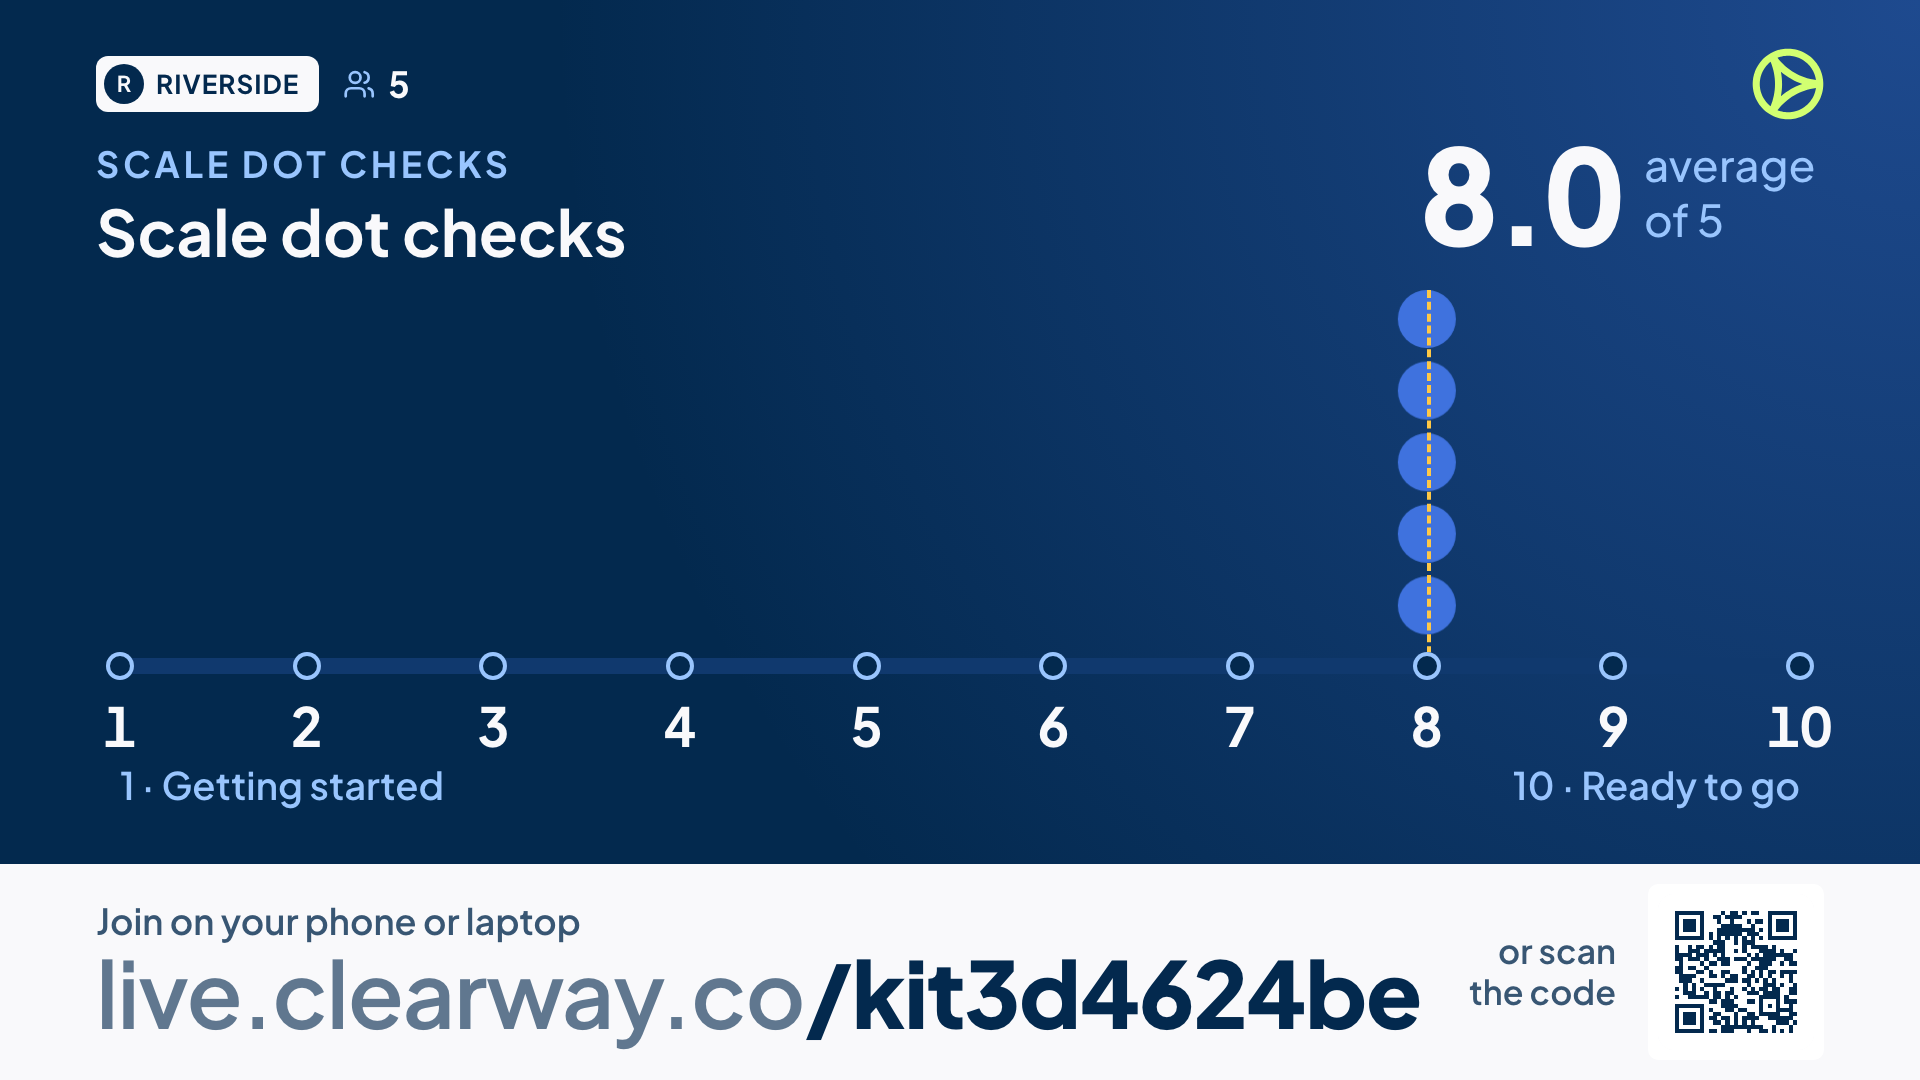 R RIVERSIDE 5
SCALE DOT CHECKS
Scale dot checks
8.0 average
of 5
1 2 3 4 5 6 7 8 9 10
1 · Getting started
10 · Ready to go
Join on your phone or laptop
live.clearway.co/kit3d4624be
or scan
the code